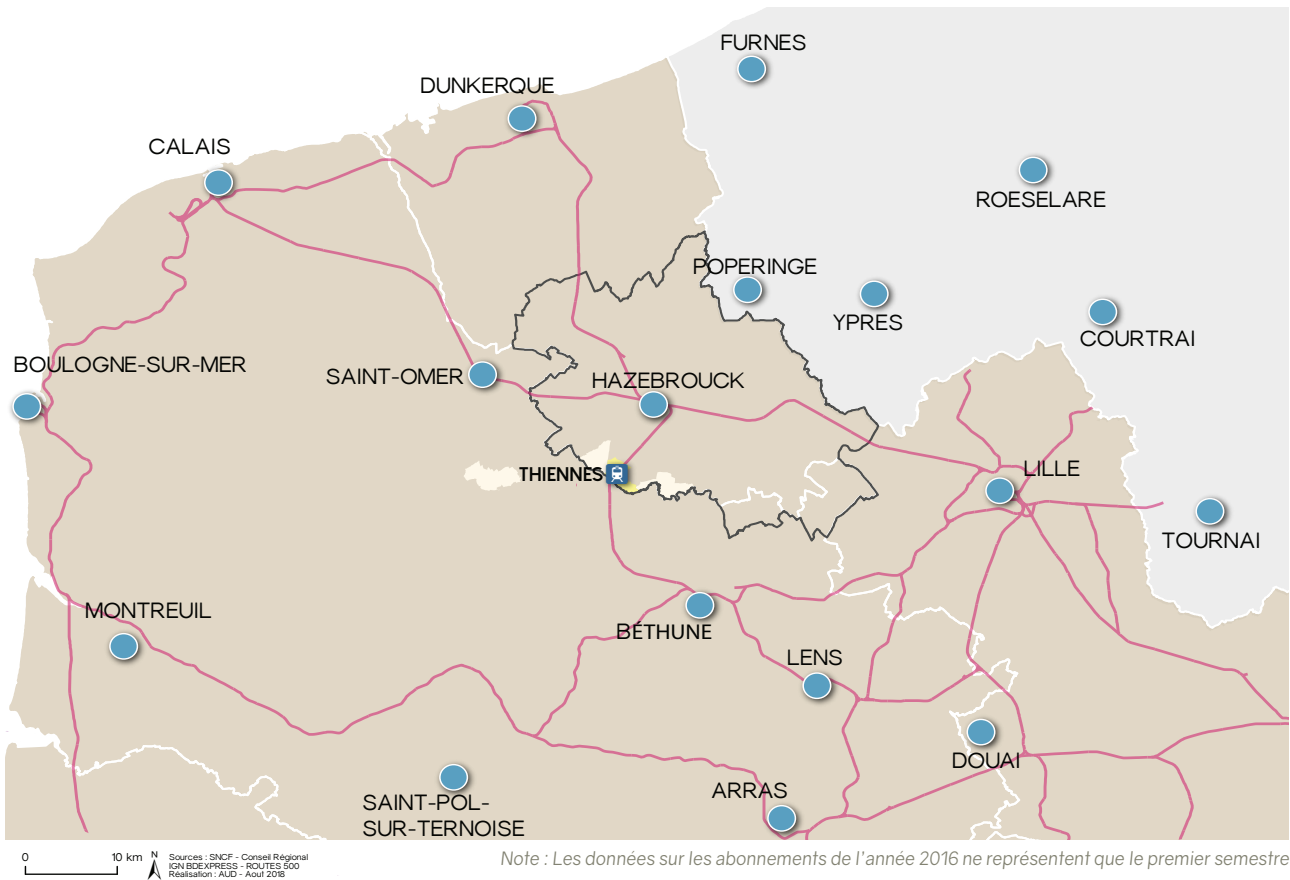 FURNES
DUNKERQUE
CALAIS
ROESELARE
POPERINGE
YPRES
COURTRAI
BOULOGNE-SUR-MER
SAINT-OMER
HAZEBROUCK
THIENNES
LILLE
TOURNAI
MONTREUIL
BÉTHUNE
LENS
DOUAI
ARRAS
SAINT-POL-
SUR-TERNOISE
0 10 km N
Sources : SNCF - Conseil Régional
IGN BDEXPRESS - ROUTES 500
Réalisation : AUD - Aout 2018
Note : Les données sur les abonnements de l'année 2016 ne représentent que le premier semestre